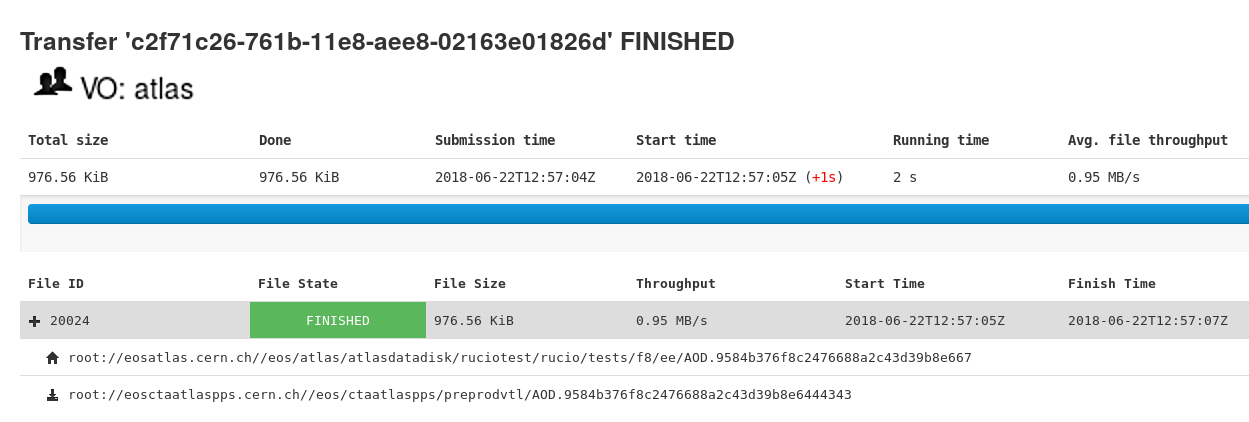 Transfer 'c2f71c26-761b-11e8-aee8-02163e01826d' FINISHED
VO: atlas
Total size Done Submission time Start time Running time Avg. file throughput
976.56 KiB 976.56 KiB 2018-06-22T12:57:04Z 2018-06-22T12:57:05Z (+1s) 2 s 0.95 MB/s
File ID File State File Size Throughput Start Time Finish Time
20024 FINISHED 976.56 KiB 0.95 MB/s 2018-06-22T12:57:05Z 2018-06-22T12:57:07Z
root://eosatlas.cern.ch//eos/atlas/atlasdatadisk/ruciotest/rucio/tests/f8/ee/AOD.9584b376f8c2476688a2c43d39b8e667
root://eosctaatlaspps.cern.ch//eos/ctaatlaspps/preprodvtl/AOD.9584b376f8c2476688a2c43d39b8e6444343